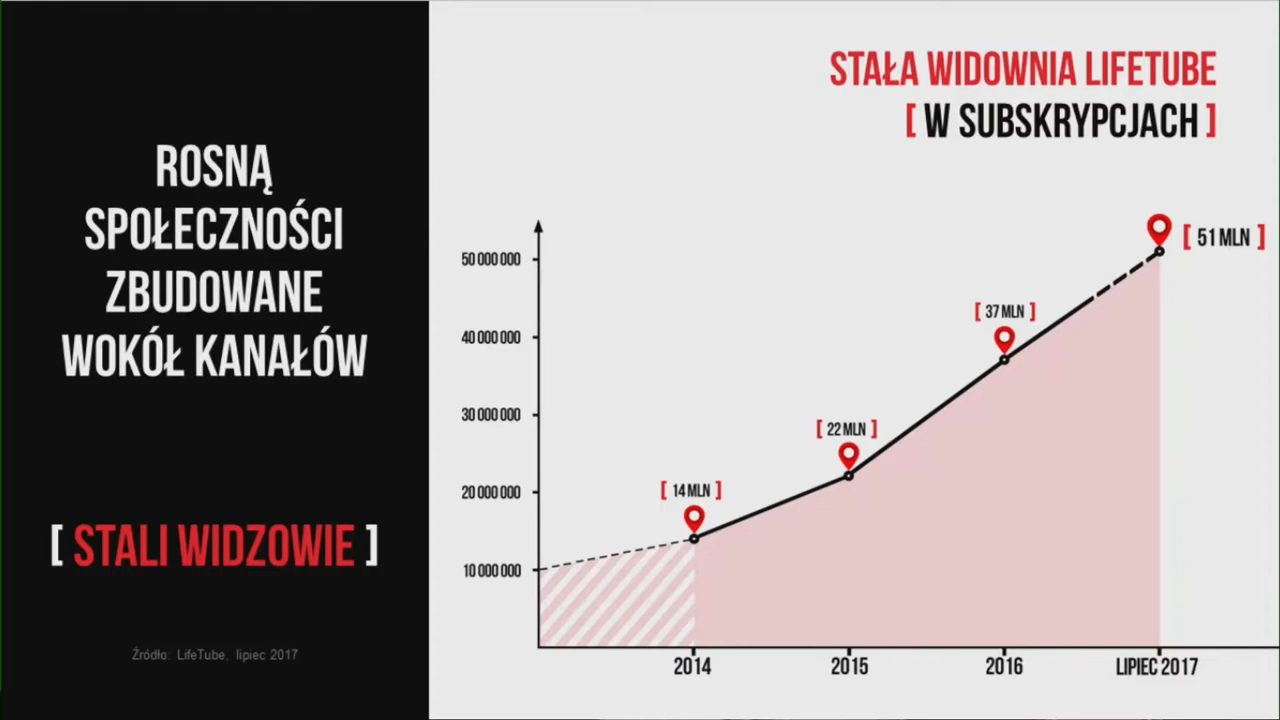 ROSNĄ
SPOŁECZNOŚCI
ZBUDOWANE
WOKÓŁ KANAŁÓW
[ STALI WIDZOWIE ]
Źródło: LifeTube, lipiec 2017
STAŁA WIDOWNIA LIFETUBE
[ W SUBSKRYPCJACH ]
50 000 000
40 000 000
30 000 000
20 000 000
10 000 000
[ 14 MLN ]
[ 22 MLN ]
[ 37 MLN ]
[ 51 MLN ]
2014
2015
2016
LIPIEC 2017